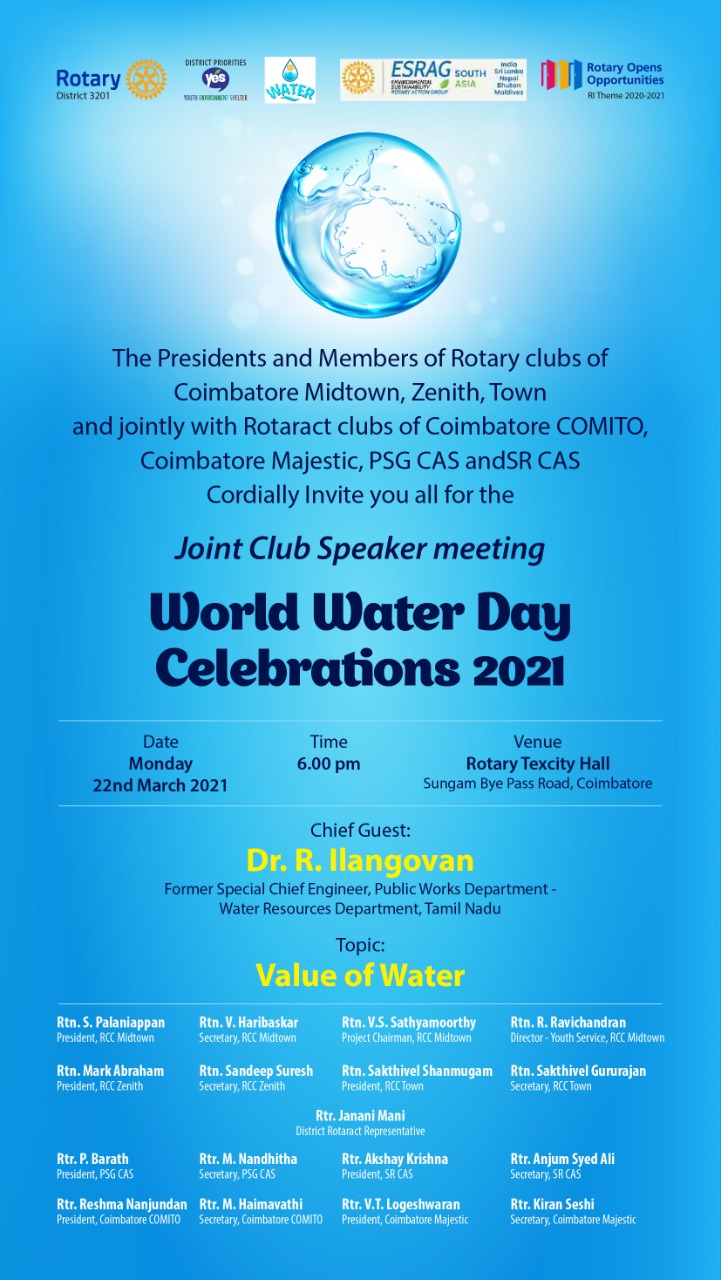 Rotary
District 3201
DISTRICT PRIORITIES
yes
YOUTH ENVIRONMENT SHELTER
WATER
ESRAG
ENVIRONMENTAL
SUSTAINABILITY
ROTARY ACTION GROUP
SOUTH
ASIA
India
Sri Lanka
Nepal
Bhutan
Maldives
Rotary Opens
Opportunities
RI Theme 2020-2021
The Presidents and Members of Rotary clubs of
Coimbatore Midtown, Zenith, Town
and jointly with Rotaract clubs of Coimbatore COMITO,
Coimbatore Majestic, PSG CAS andSR CAS
Cordially Invite you all for the
Joint Club Speaker meeting
World Water Day
Celebrations 2021
Date
Monday
22nd March 2021
Time
6.00 pm
Venue
Rotary Texcity Hall
Sungam Bye Pass Road, Coimbatore
Chief Guest:
Dr. R. Ilangovan
Former Special Chief Engineer, Public Works Department -
Water Resources Department, Tamil Nadu
Topic:
Value of Water
Rtn. S. Palaniappan
President, RCC Midtown
Rtn. V. Haribaskar
Secretary, RCC Midtown
Rtn. V.S. Sathyamoorthy
Project Chairman, RCC Midtown
Rtn. R. Ravichandran
Director - Youth Service, RCC Midtown
Rtn. Mark Abraham
President, RCC Zenith
Rtn. Sandeep Suresh
Secretary, RCC Zenith
Rtn. Sakthivel Shanmugam
President, RCC Town
Rtn. Sakthivel Gururajan
Secretary, RCC Town
Rtr. Janani Mani
District Rotaract Representative
Rtr. P. Barath
President, PSG CAS
Rtr. M. Nandhitha
Secretary, PSG CAS
Rtr. Akshay Krishna
President, SR CAS
Rtr. Anjum Syed Ali
Secretary, SR CAS
Rtr. Reshma Nanjundan
President, Coimbatore COMITO
Rtr. M. Haimavathi
Secretary, Coimbatore COMITO
Rtr. V.T. Logeshwaran
President, Coimbatore Majestic
Rtr. Kiran Seshi
Secretary, Coimbatore Majestic